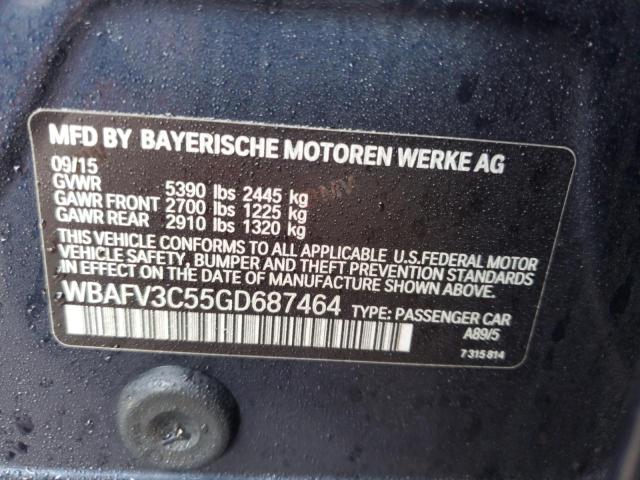 MFD BY BAYERISCHE MOTOREN WERKE AG
09/15
GVWR 5390 lbs 2445 kg
GAWR FRONT 2700 lbs 1225 kg
GAWR REAR 2910 lbs 1320 kg
THIS VEHICLE CONFORMS TO ALL APPLICABLE U.S.FEDERAL MOTOR
VEHICLE SAFETY, BUMPER AND THEFT PREVENTION STANDARDS
IN EFFECT ON THE DATE OF MANUFACTURE SHOWN ABOVE.
WBAFV3C55GD687464 TYPE: PASSENGER CAR
A89/5
7 315 814